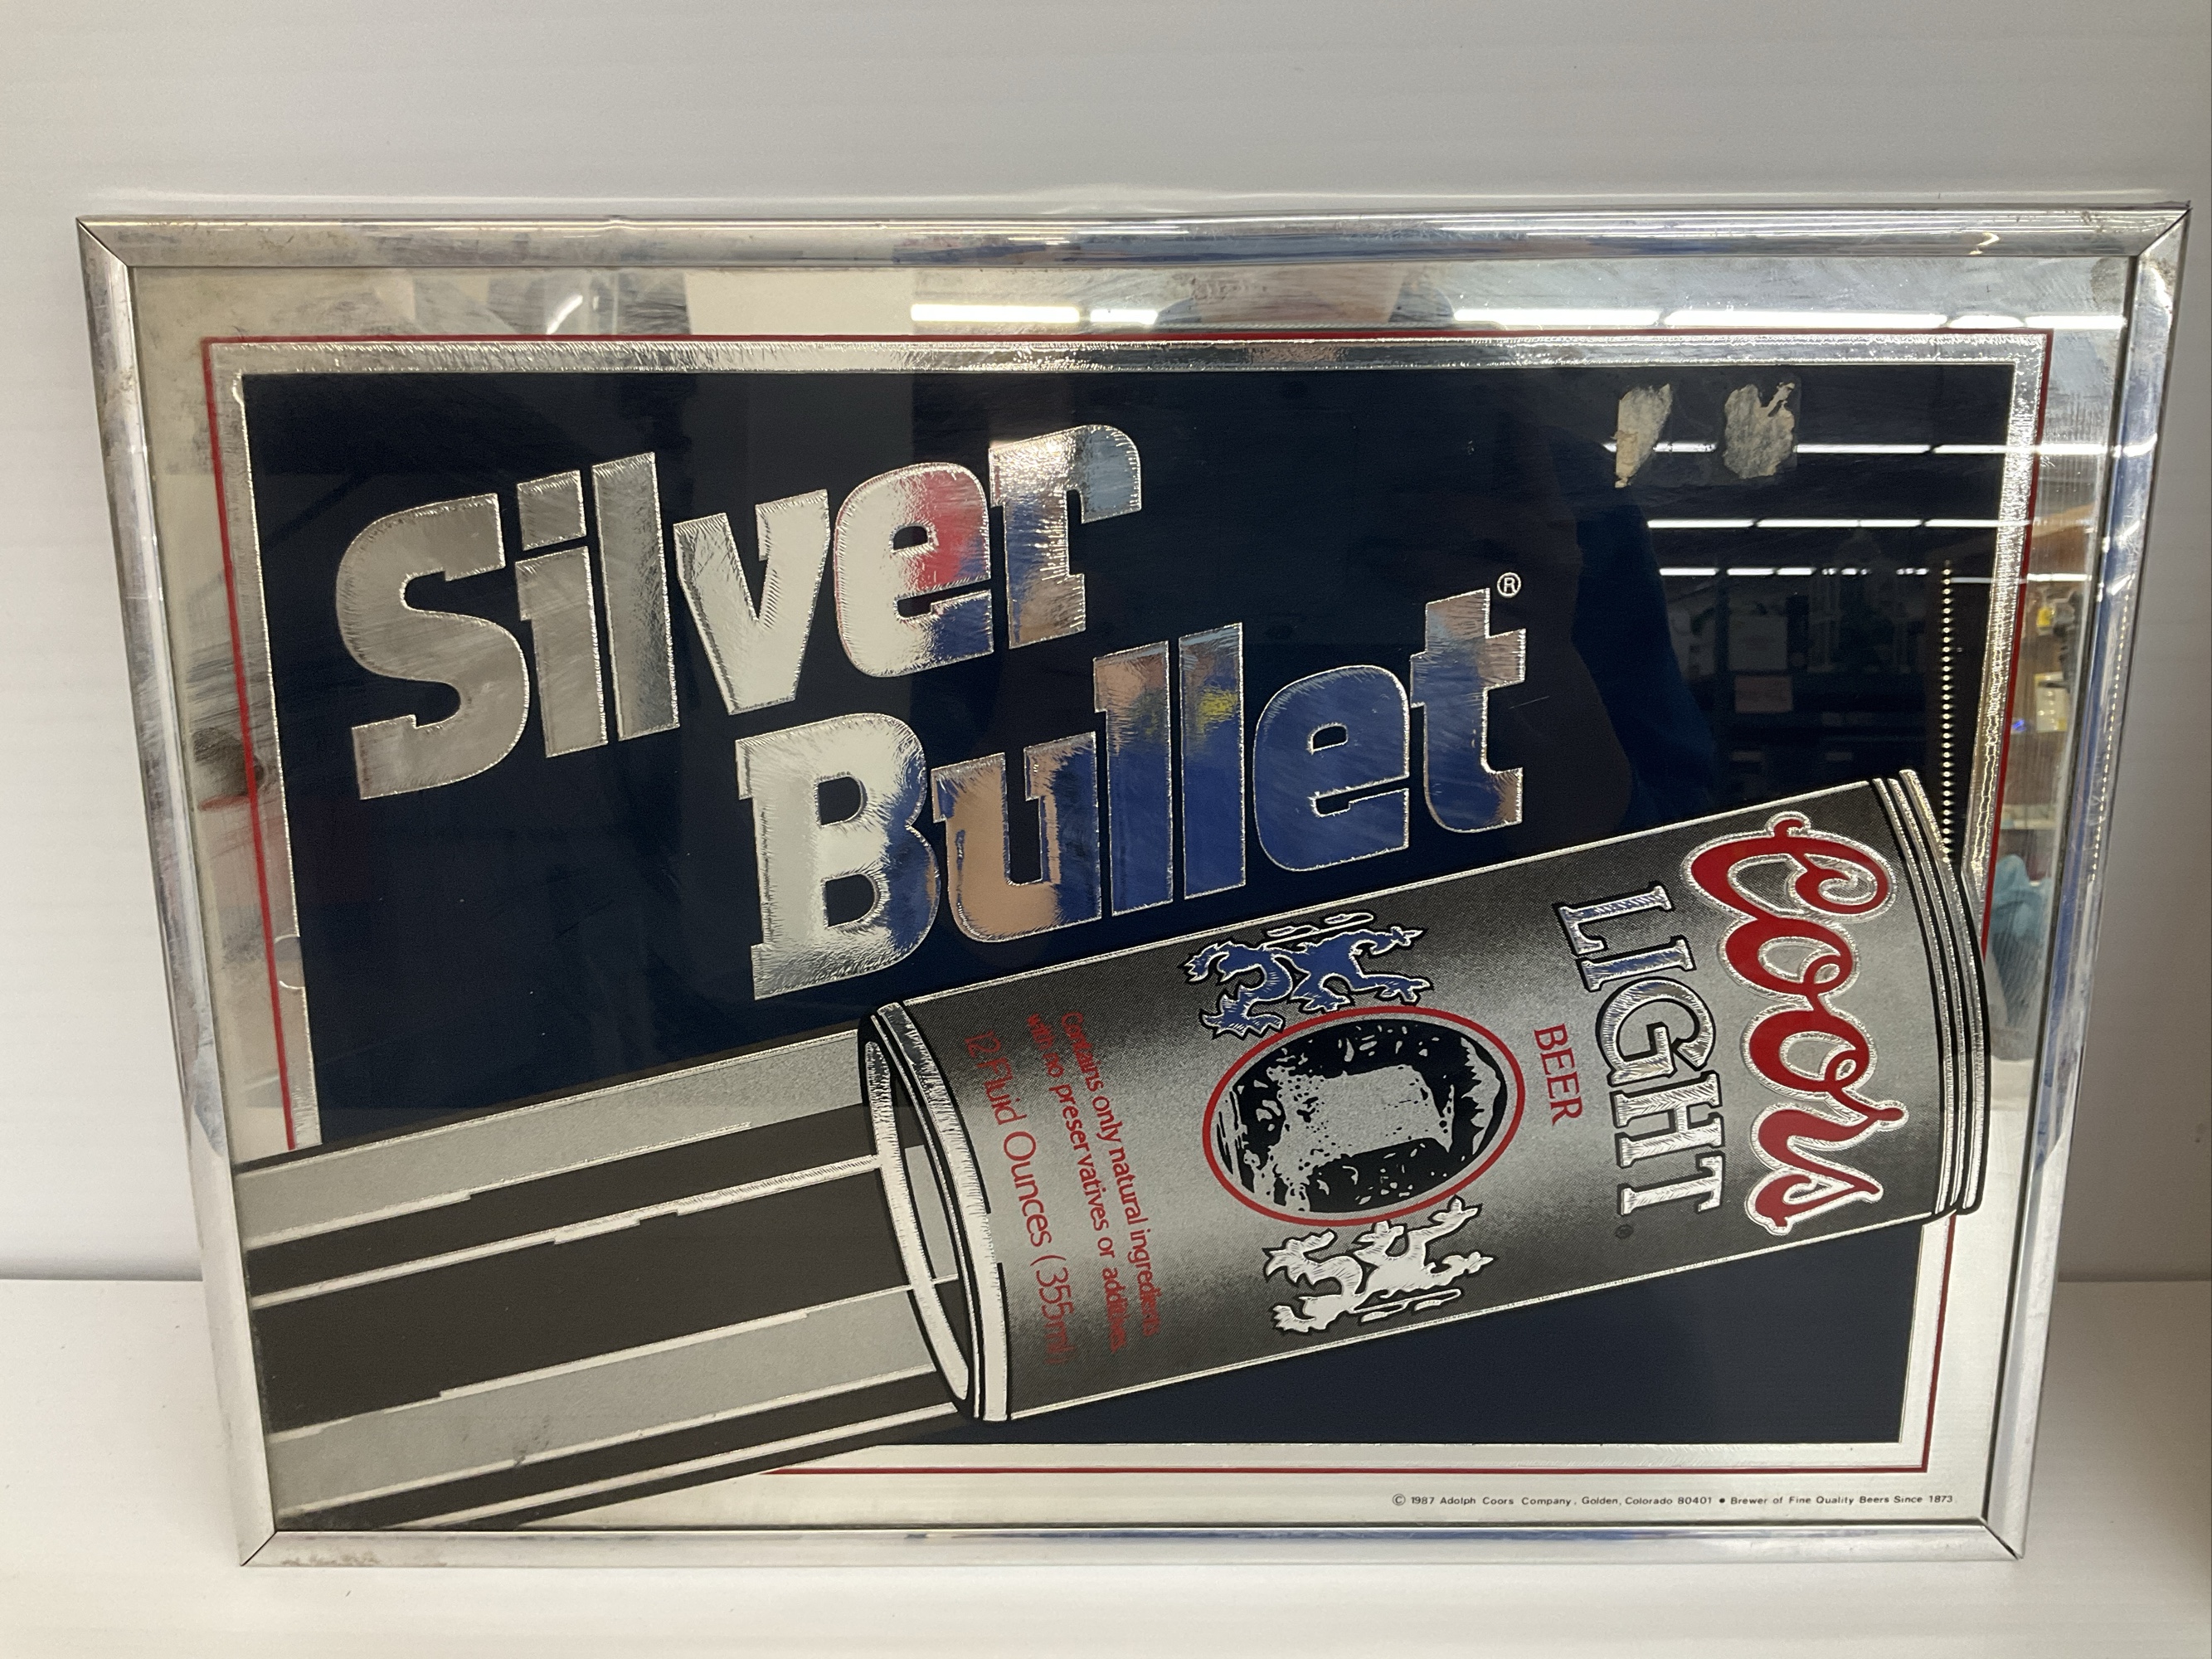 Silver
Bullet®
Coors
LIGHT®
BEER
Contains only natural ingredients
with no preservatives or additives
12 Fluid Ounces (355ml)
© 1987 Adolph Coors Company, Golden, Colorado 80401 • Brewer of Fine Quality Beers Since 1873